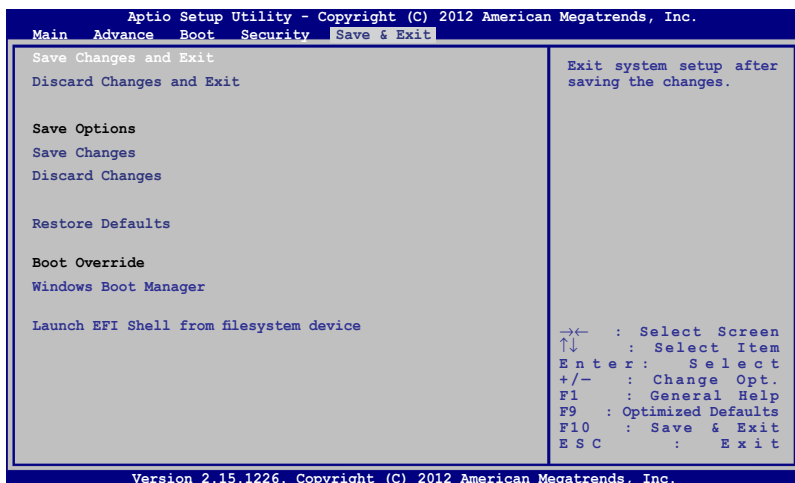 Aptio Setup Utility - Copyright (C) 2012 American Megatrends, Inc.
Main Advance Boot Security Save & Exit
Save Changes and Exit
Discard Changes and Exit
Save Options
Save Changes
Discard Changes
Restore Defaults
Boot Override
Windows Boot Manager
Launch EFI Shell from filesystem device
Exit system setup after
saving the changes.
→← : Select Screen
↑↓ : Select Item
Enter: Select
+/— : Change Opt.
F1 : General Help
F9 : Optimized Defaults
F10 : Save & Exit
ESC : Exit
Version 2.15.1226. Copyright (C) 2012 American Megatrends, Inc.